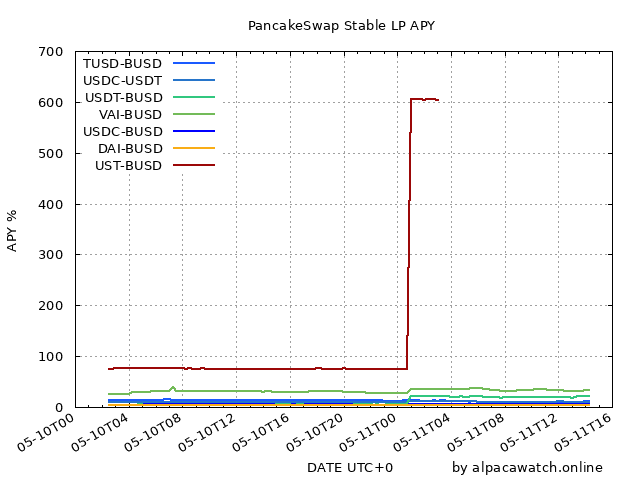 PancakeSwap Stable LP APY
700
600
500
400
300
200
100
0
APY %
TUSD-BUSD
USDC-USDT
USDT-BUSD
VAI-BUSD
USDC-BUSD
DAI-BUSD
UST-BUSD
05-10T00
05-10T04
05-10T08
05-10T12
05-10T16
05-10T20
05-11T00
05-11T04
05-11T08
05-11T12
05-11T16
DATE UTC+0
by alpacawatch.online